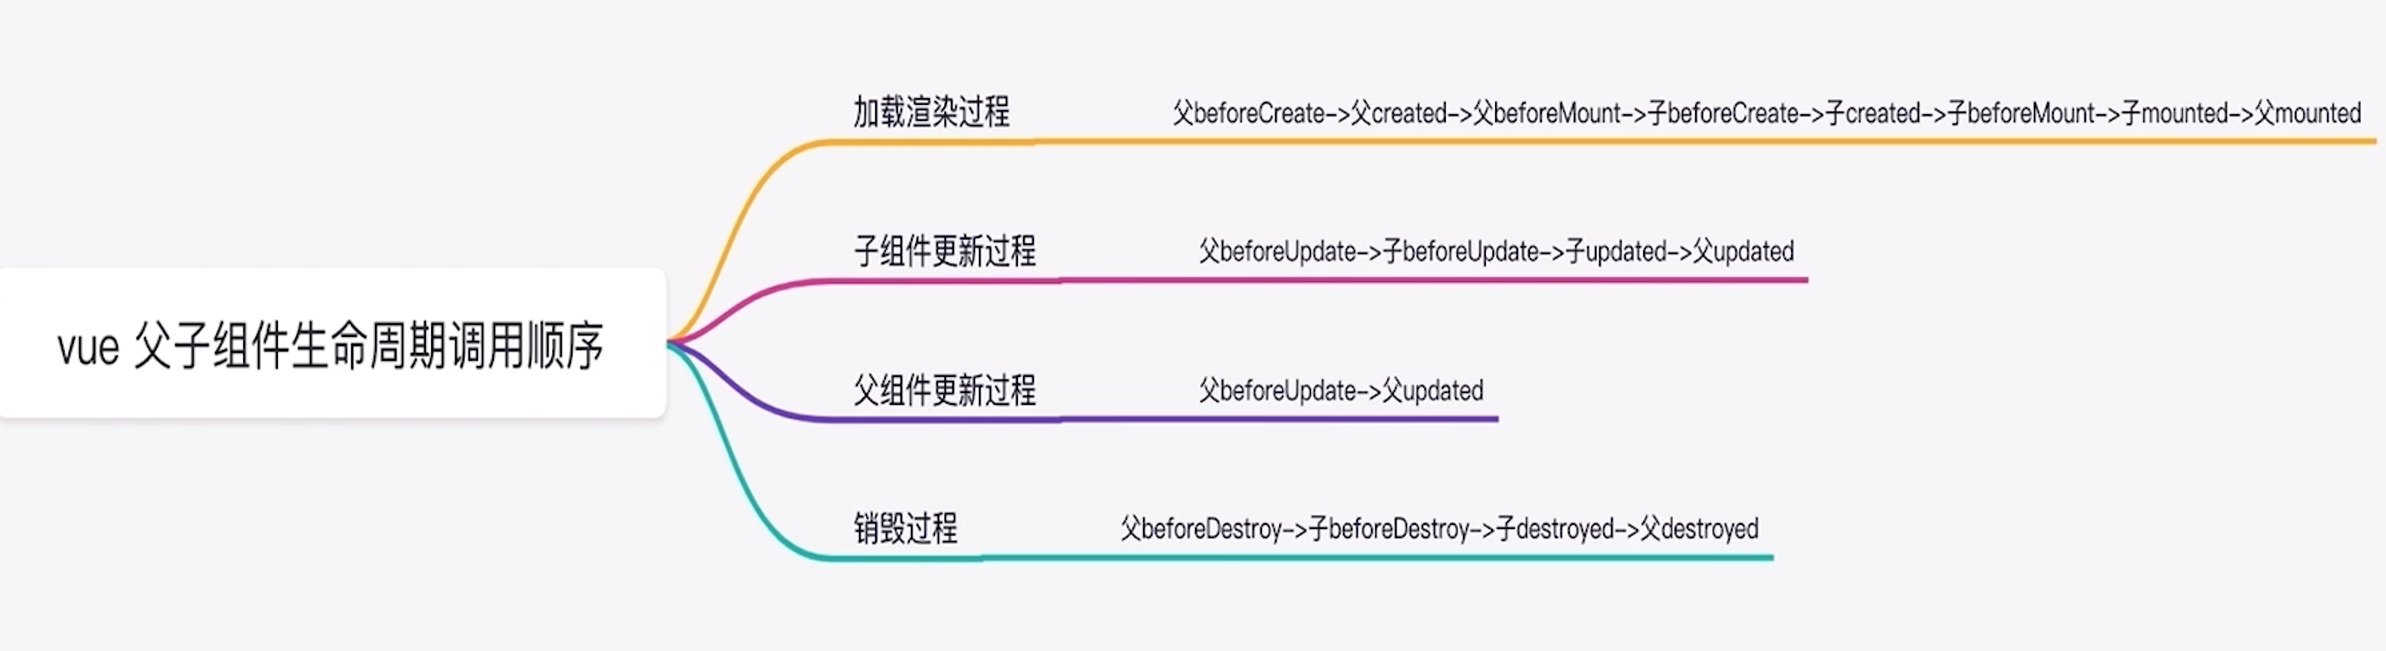 vue 父子组件生命周期调用顺序
加载渲染过程
父beforeCreate->父created->父beforeMount->子beforeCreate->子created->子beforeMount->子mounted->父mounted
子组件更新过程
父beforeUpdate->子beforeUpdate->子updated->父updated
父组件更新过程
父beforeUpdate->父updated
销毁过程
父beforeDestroy->子beforeDestroy->子destroyed->父destroyed